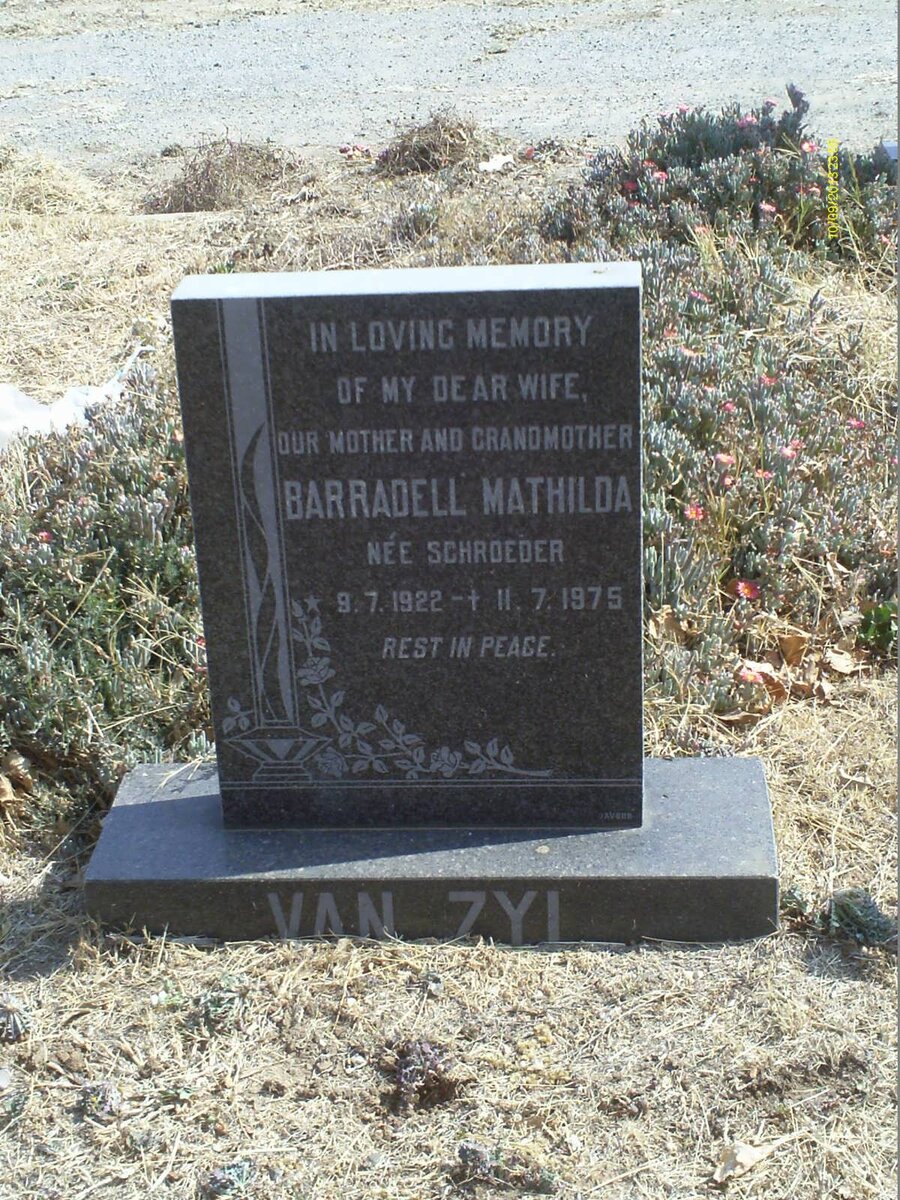 IN LOVING MEMORY
OF MY DEAR WIFE,
OUR MOTHER AND GRANDMOTHER
BARRADELL MATHILDA
NÉE SCHROEDER
9.7.1922 - † 11.7.1975
REST IN PEACE.
VAN ZYL